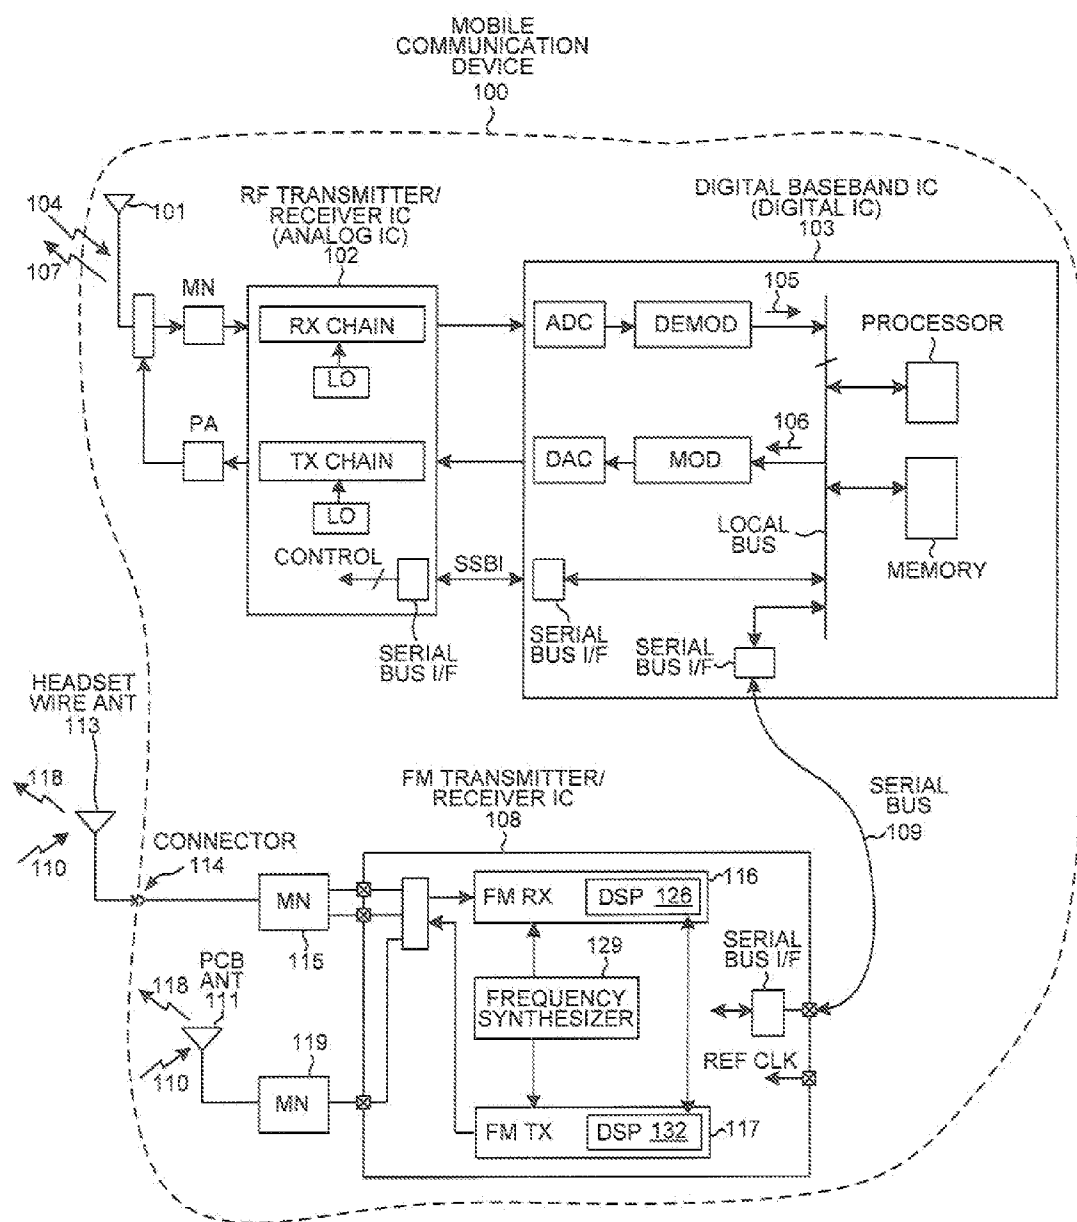 MOBILE
COMMUNICATION
DEVICE
100
104
101
107
RF TRANSMITTER/
RECEIVER IC
(ANALOG IC)
102
DIGITAL BASEBAND IC
(DIGITAL IC)
103
MN
RX CHAIN
LO
ADC
DEMOD
105
PROCESSOR
PA
TX CHAIN
LO
DAC
MOD
106
LOCAL
BUS
MEMORY
CONTROL
SSBI
SERIAL
BUS I/F
SERIAL
BUS I/F
SERIAL
BUS I/F
HEADSET
WIRE ANT
113
118
110
CONNECTOR
114
FM TRANSMITTER/
RECEIVER IC
108
SERIAL
BUS
109
MN
115
FM RX
DSP 126
116
PCB
ANT
111
118
110
129
FREQUENCY
SYNTHESIZER
SERIAL
BUS I/F
REF CLK
119
MN
FM TX
DSP 132
117